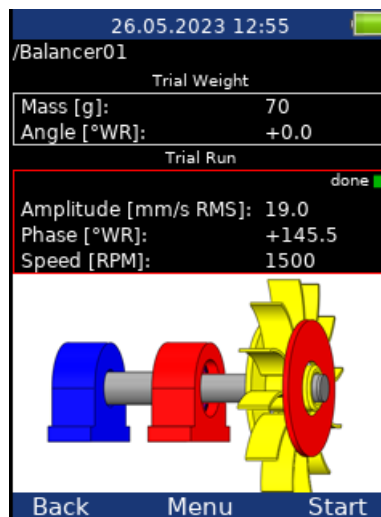 26.05.2023 12:55
/Balancer01
Trial Weight
Mass [g]: 70
Angle [°WR]: +0.0
Trial Run
done
Amplitude [mm/s RMS]: 19.0
Phase [°WR]: +145.5
Speed [RPM]: 1500
Back Menu Start